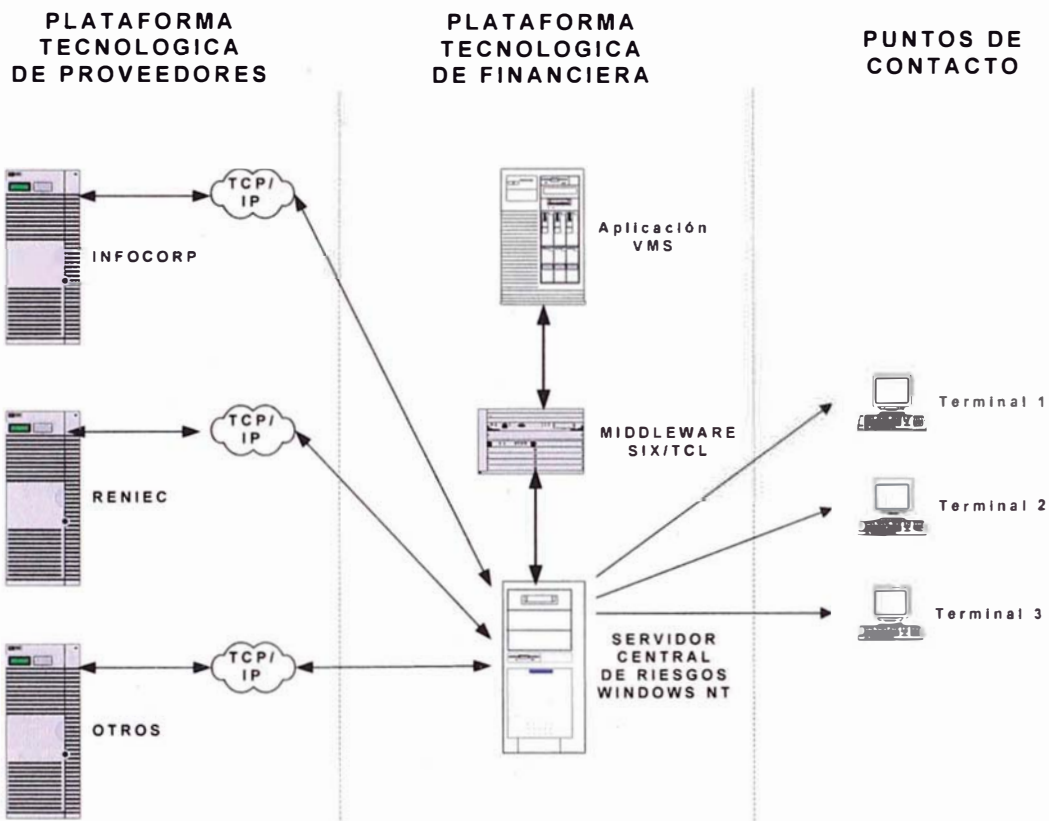 PLATAFORMA
TECNOLOGICA
DE PROVEEDORES
PLATAFORMA
TECNOLOGICA
DE FINANCIERA
PUNTOS DE
CONTACTO
TCP/
IP
INFOCORP
Aplicación
VMS
TCP/
IP
RENIEC
MIDDLEWARE
SIX/TCL
Terminal 1
Terminal 2
Terminal 3
TCP/
IP
OTROS
SERVIDOR
CENTRAL
DE RIESGOS
WINDOWS NT